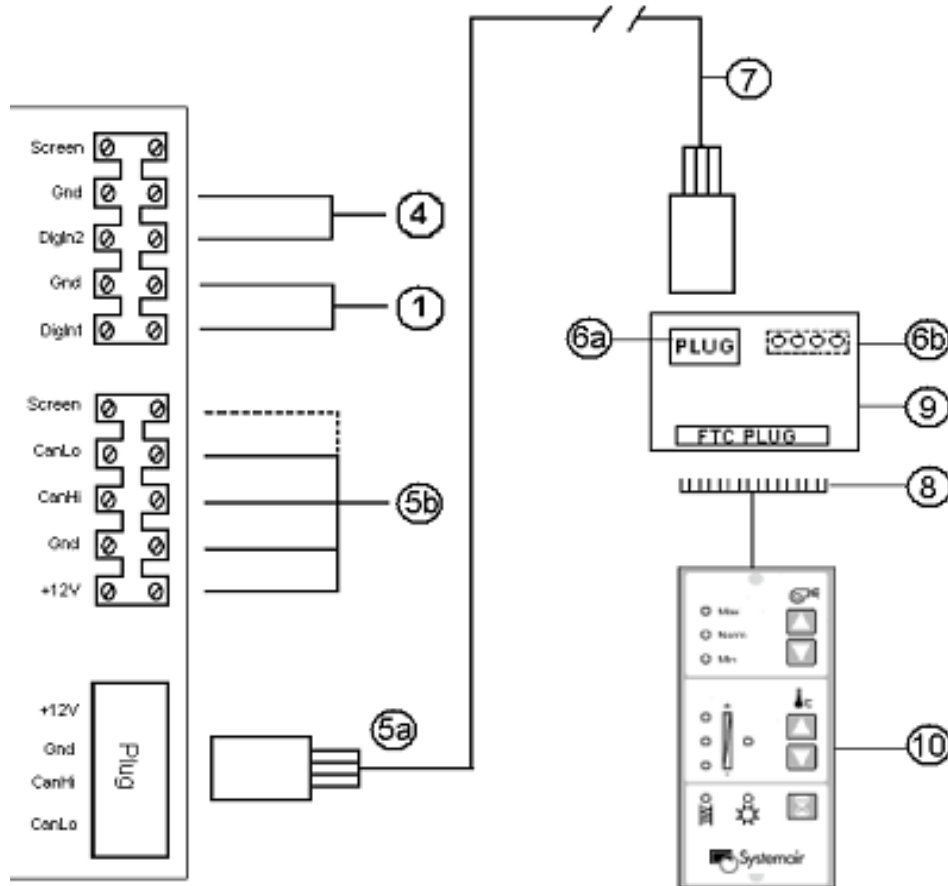 7
Screen
Gnd
4
DigIn2
Gnd
1
DigIn1
6a
PLUG
6b
9
FTC PLUG
Screen
CanLo
8
CanHi
5b
Gnd
+12V
Max
Norm
Min
+12V
5a
°C
Gnd
Plug
10
CanHi
CanLo
Systemair